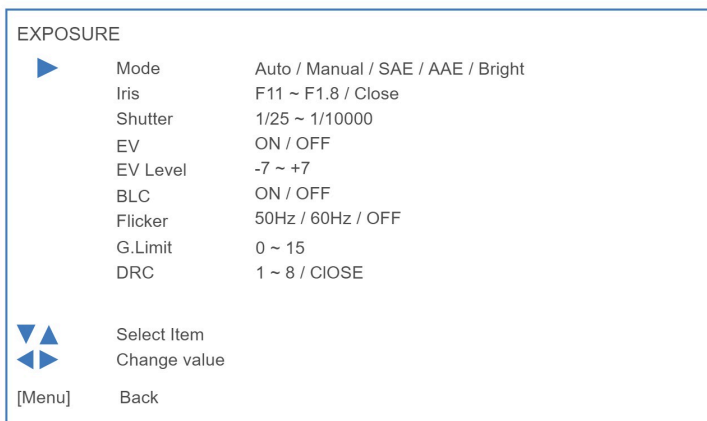 EXPOSURE
Mode Auto / Manual / SAE / AAE / Bright
Iris F11 ~ F1.8 / Close
Shutter 1/25 ~ 1/10000
EV ON / OFF
EV Level -7 ~ +7
BLC ON / OFF
Flicker 50Hz / 60Hz / OFF
G.Limit 0 ~ 15
DRC 1 ~ 8 / ClOSE
Select Item
Change value
[Menu] Back